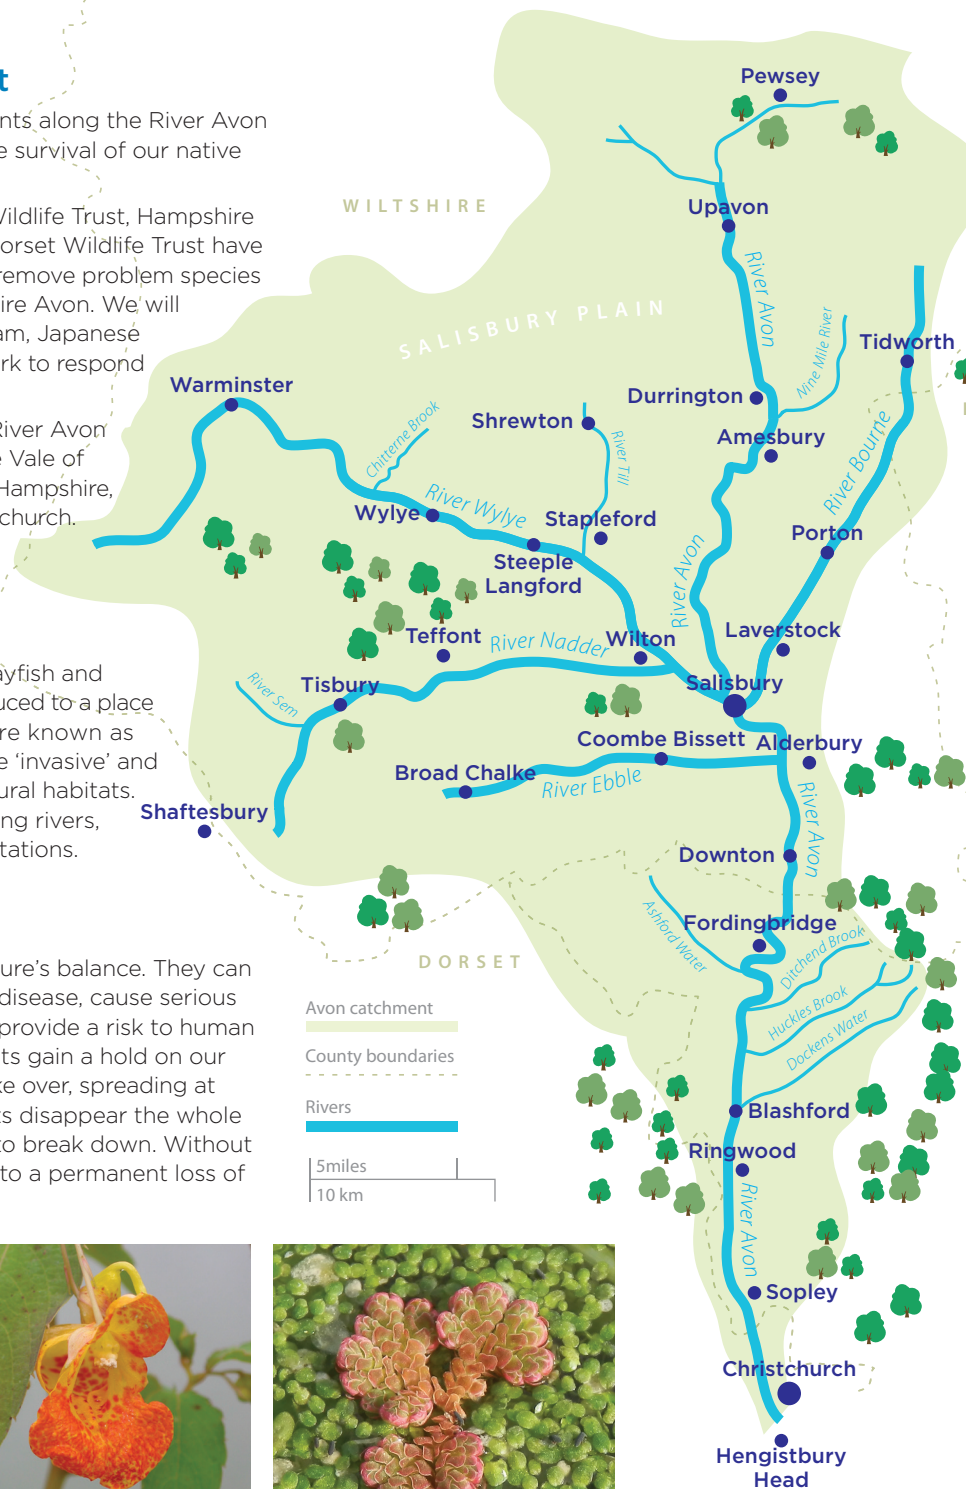 t
nts along the River Avon
e survival of our native
Wildlife Trust, Hampshire
orset Wildlife Trust have
remove problem species
ire Avon. We will
am, Japanese
rk to respond
River Avon
e Vale of
Hampshire,
church.
ayfish and
uced to a place
re known as
e ‘invasive’ and
ural habitats.
ng rivers,
tations.
ure’s balance. They can
disease, cause serious
provide a risk to human
ts gain a hold on our
ke over, spreading at
ts disappear the whole
to break down. Without
to a permanent loss of
Pewsey
WILTSHIRE
Upavon
River Avon
SALISBURY PLAIN
Nine Mile River
Tidworth
Warminster
Durrington
Chitterne Brook
Shrewton
River Till
Amesbury
River Bourne
Wylye
River Wylye
Stapleford
Porton
Steeple
Langford
River Avon
Teffont
River Nadder
Wilton
Laverstock
River Sem
Tisbury
Salisbury
Coombe Bissett
Alderbury
Broad Chalke
River Ebble
River Avon
Shaftesbury
Downton
Ashford Water
Fordingbridge
Ditchend Brook
DORSET
Huckles Brook
Dockens Water
Avon catchment
County boundaries
Rivers
5miles
10 km
Blashford
Ringwood
River Avon
Sopley
Christchurch
Hengistbury
Head